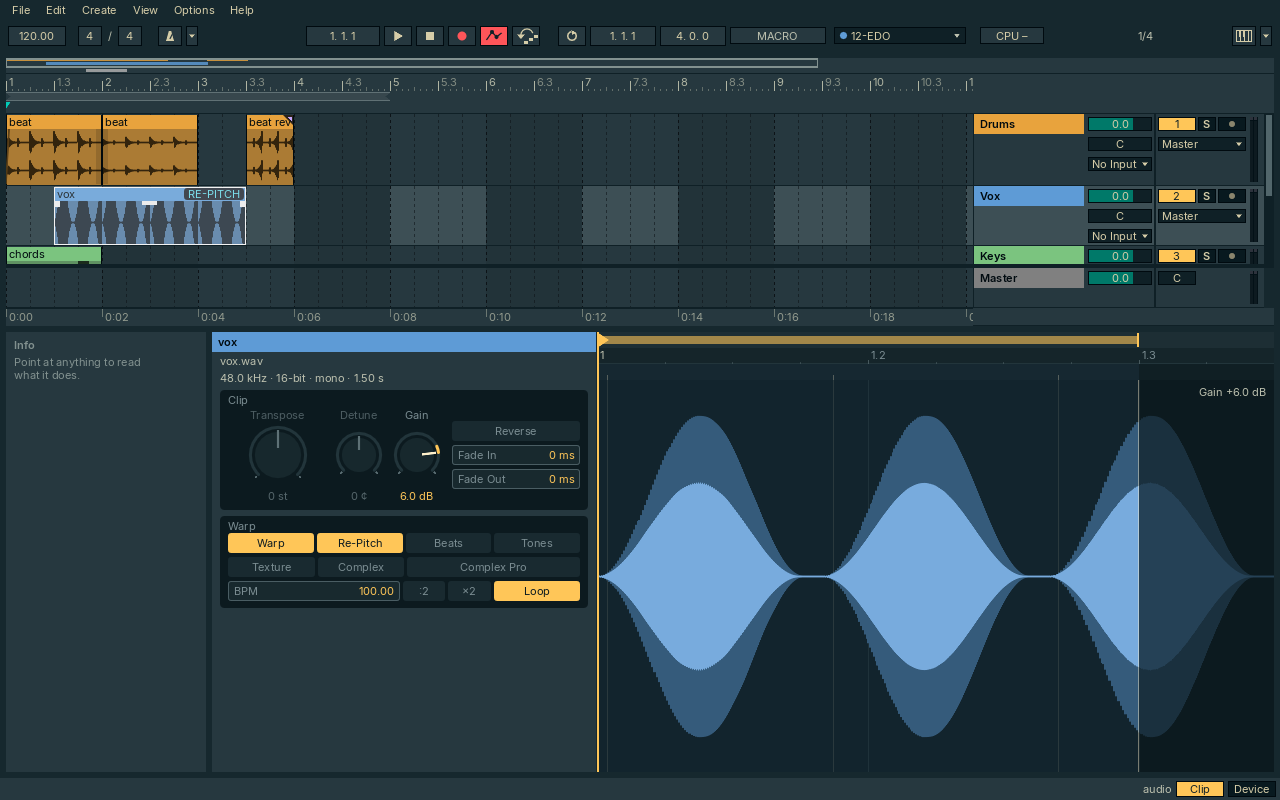 File Edit Create View Options Help
120.00 4 / 4 1. 1. 1 1. 1. 1 4. 0. 0 MACRO 12-EDO CPU – 1/4
1 1.3 2 2.3 3 3.3 4 4.3 5 5.3 6 6.3 7 7.3 8 8.3 9 9.3 10 10.3 1
beat beat beat rev Drums 0.0 1 S
C Master
No Input
vox RE-PITCH Vox 0.0 2 S
C Master
No Input
chords Keys 0.0 3 S
Master 0.0 C
0:00 0:02 0:04 0:06 0:08 0:10 0:12 0:14 0:16 0:18
Info
Point at anything to read
what it does.
vox
vox.wav
48.0 kHz · 16-bit · mono · 1.50 s
Clip
Transpose Detune Gain
Reverse
Fade In 0 ms
Fade Out 0 ms
0 st 0 ¢ 6.0 dB
Warp
Warp Re-Pitch Beats Tones
Texture Complex Complex Pro
BPM 100.00 :2 ×2 Loop
1 1.2 1.3
Gain +6.0 dB
audio Clip Device